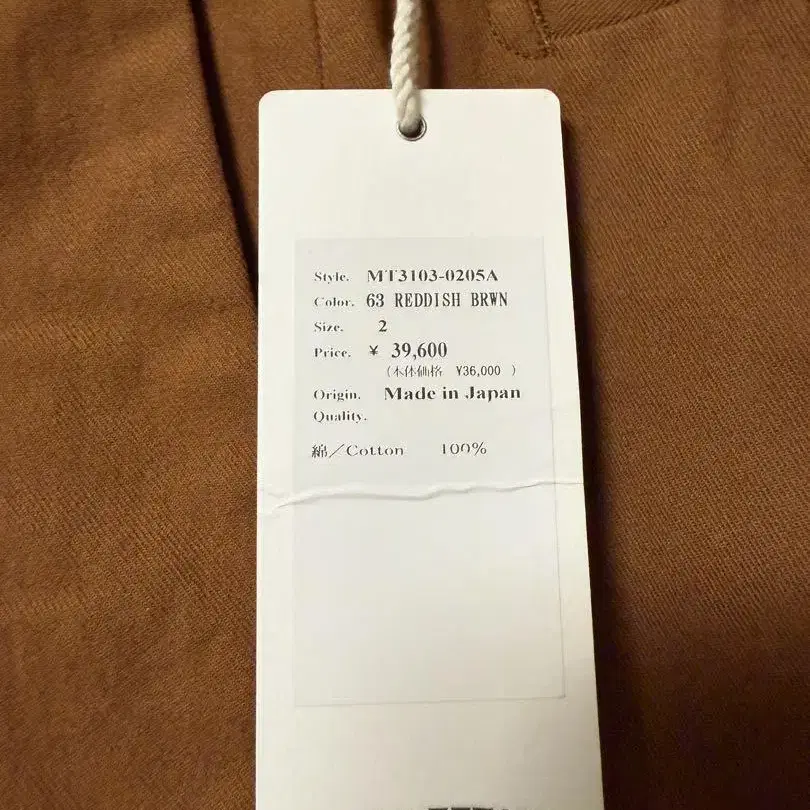 Style. MT3103-0205A
Color. 63 REDDISH BRWN
Size. 2
Price. ¥ 39,600
(本体価格 ¥36,000 )
Origin. Made in Japan
Quality.
綿／Cotton 100%